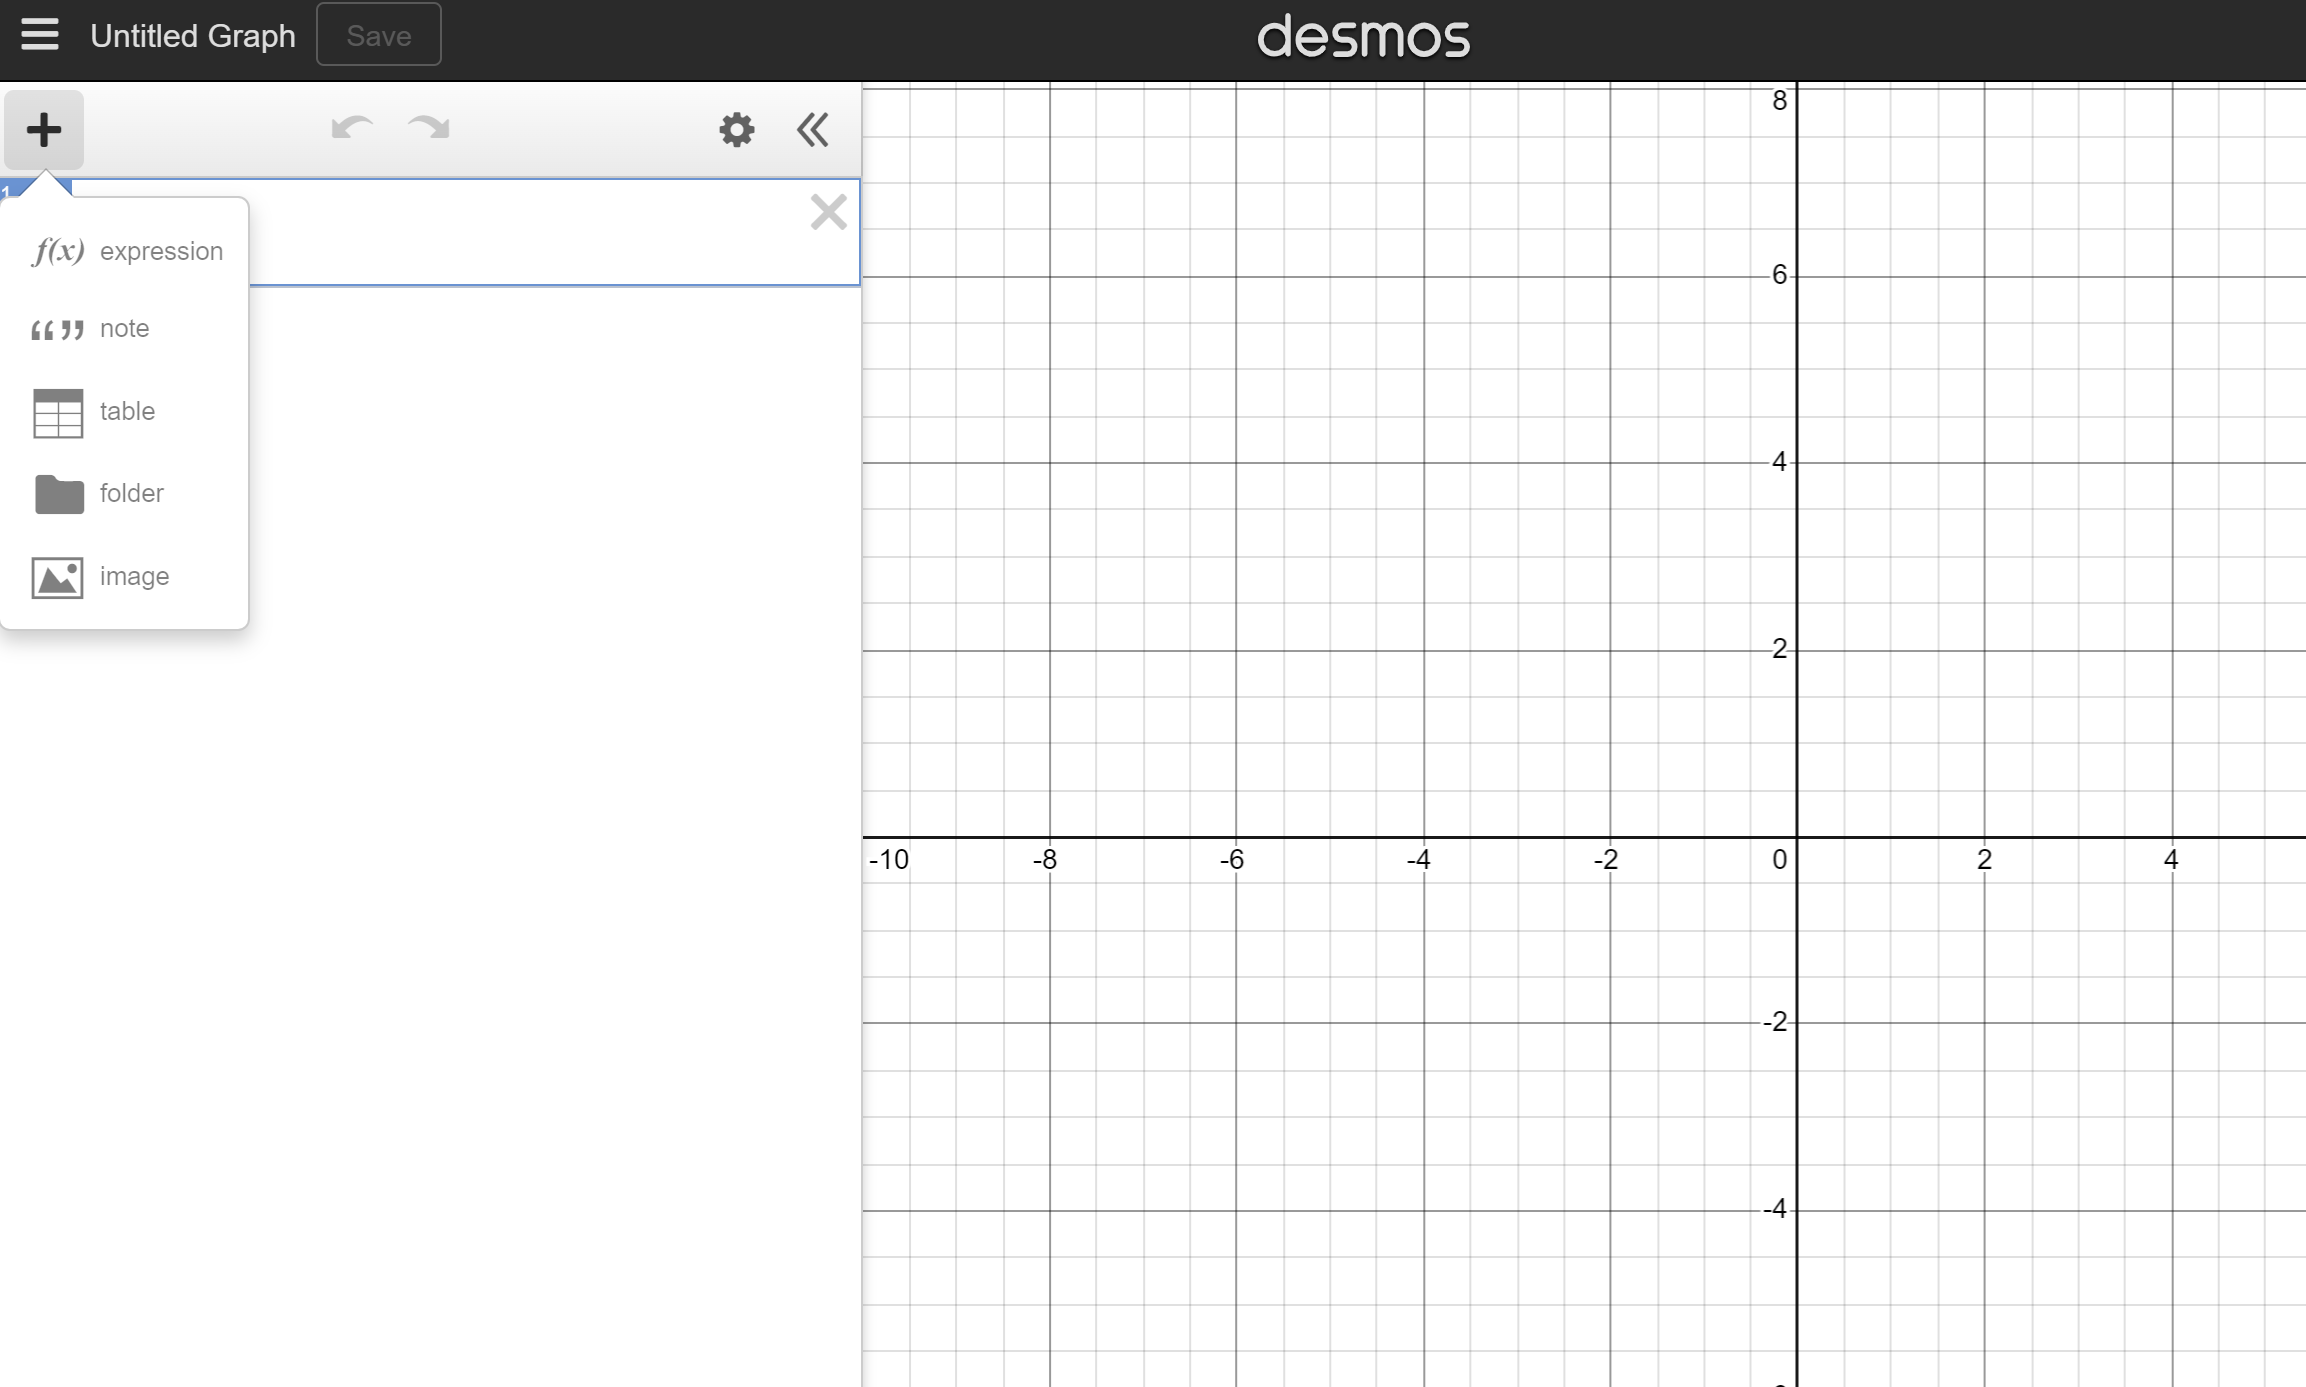 Untitled Graph Save desmos
1
f(x) expression
“” note
table
folder
image
8
6
4
2
-10 -8 -6 -4 -2 0 2 4
-2
-4